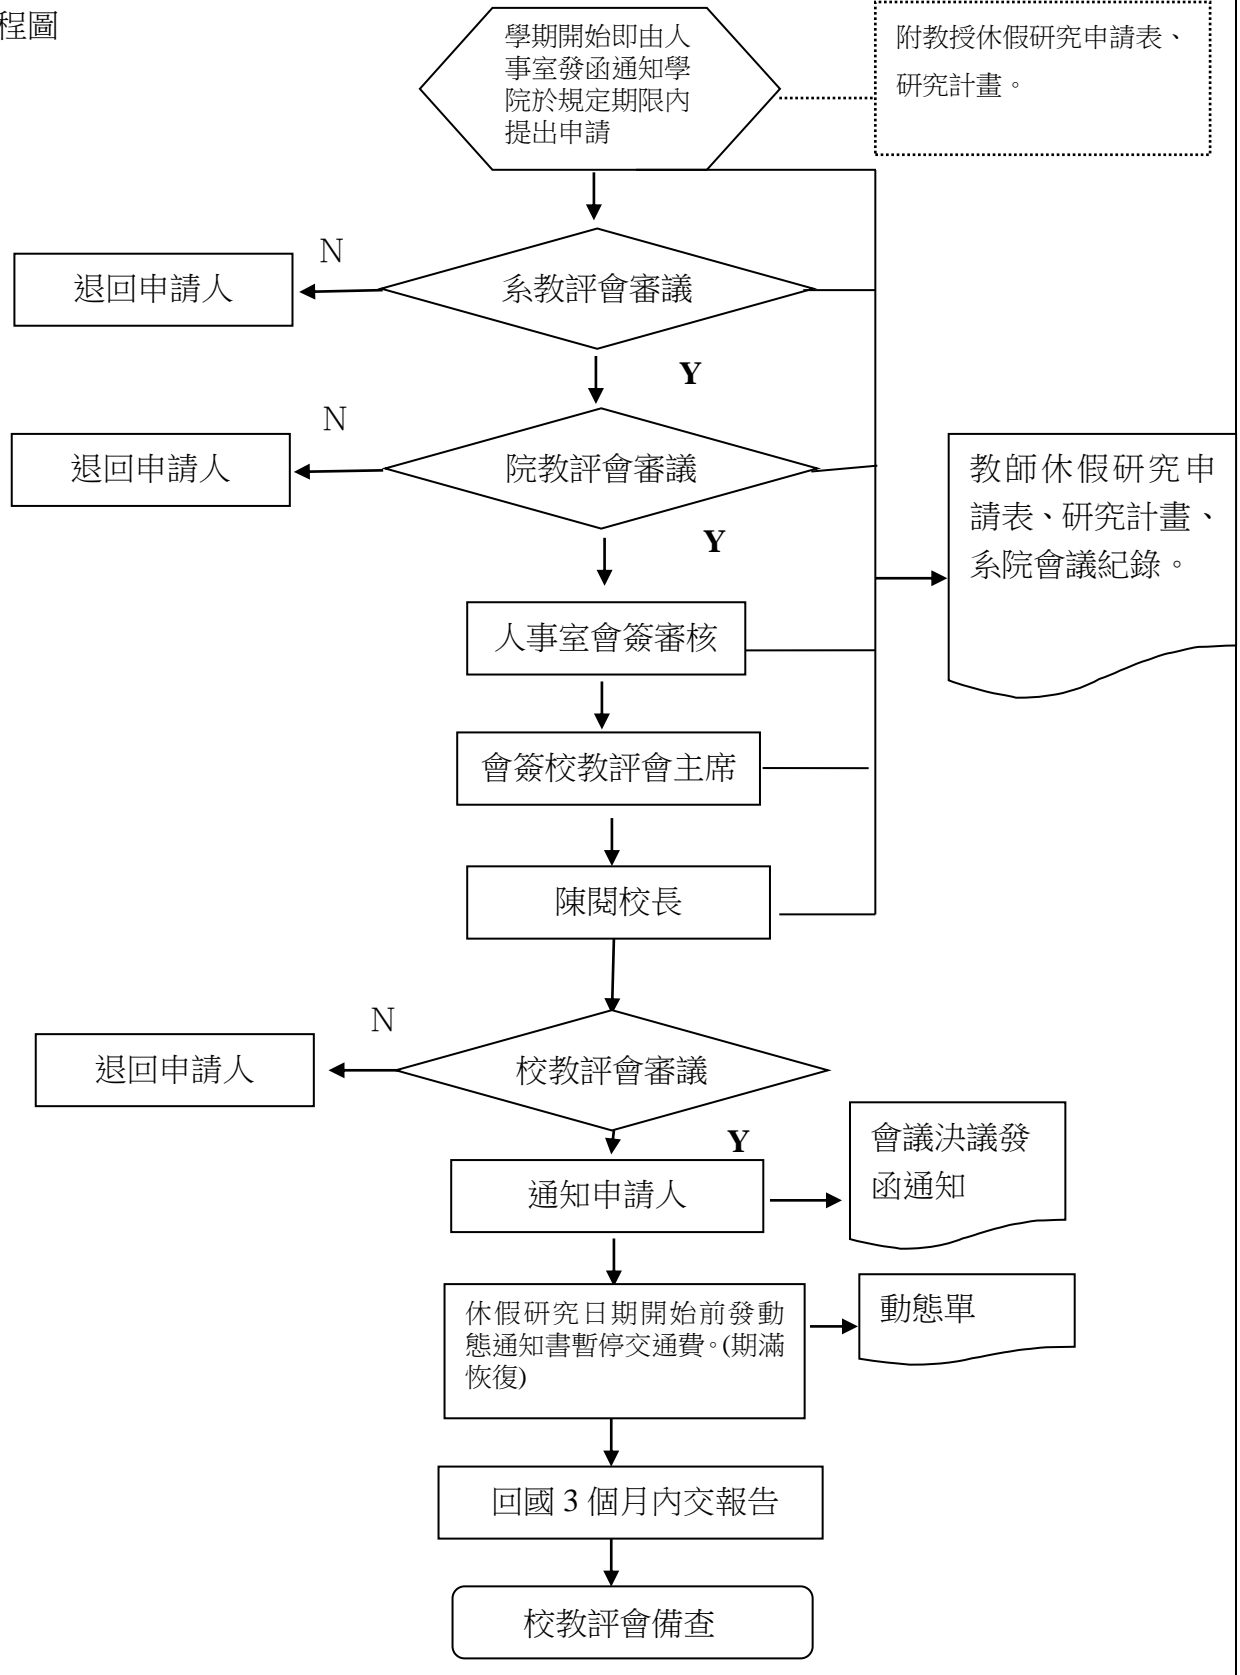 程圖
學期開始即由人
事室發函通知學
院於規定期限內
提出申請
附教授休假研究申請表、
研究計畫。
N
退回申請人
系教評會審議
Y
N
退回申請人
院教評會審議
教師休假研究申
請表、研究計畫、
系院會議紀錄。
Y
人事室會簽審核
會簽校教評會主席
陳閱校長
N
退回申請人
校教評會審議
Y
會議決議發
函通知
通知申請人
休假研究日期開始前發動
態通知書暫停交通費。(期滿
恢復)
動態單
回國 3 個月內交報告
校教評會備查